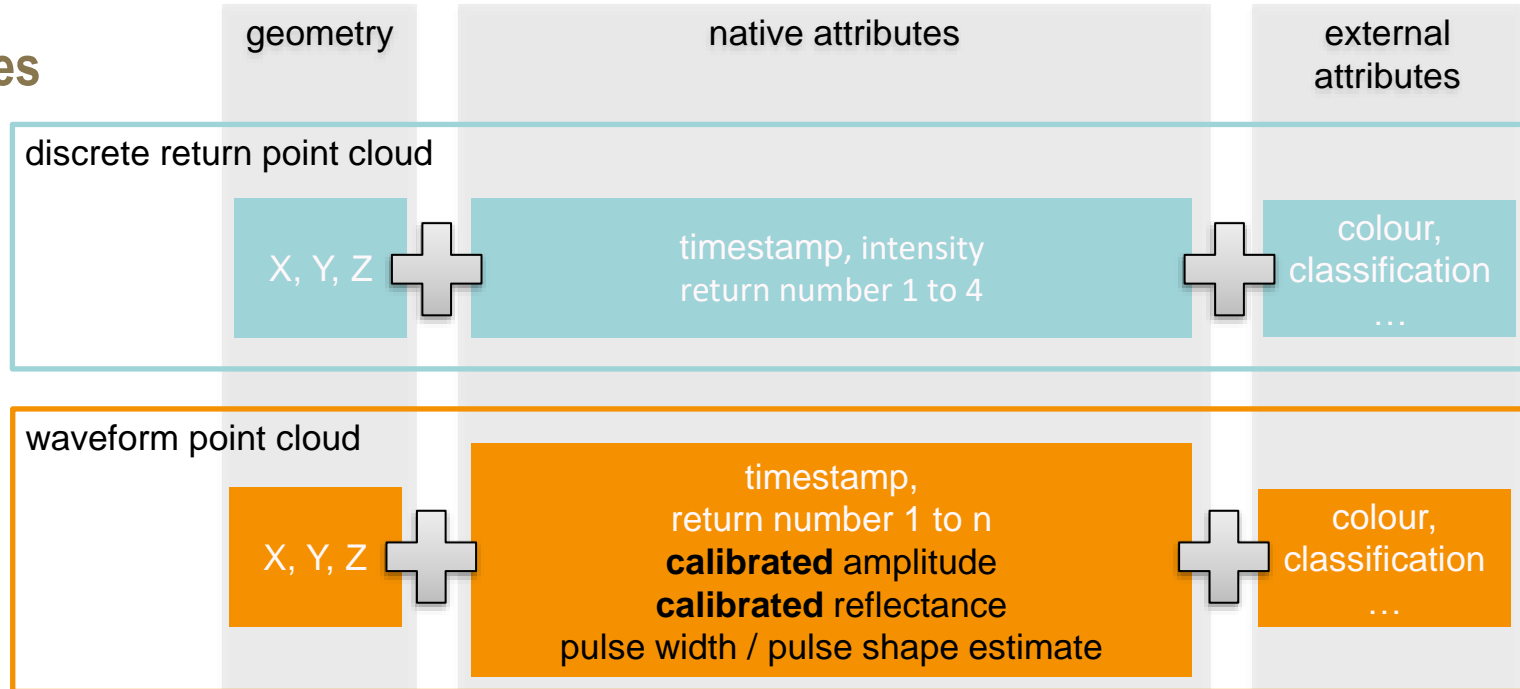 es
geometry
native attributes
external
attributes
discrete return point cloud
X, Y, Z
timestamp, intensity
return number 1 to 4
colour,
classification
…
waveform point cloud
X, Y, Z
timestamp,
return number 1 to n
calibrated amplitude
calibrated reflectance
pulse width / pulse shape estimate
colour,
classification
…